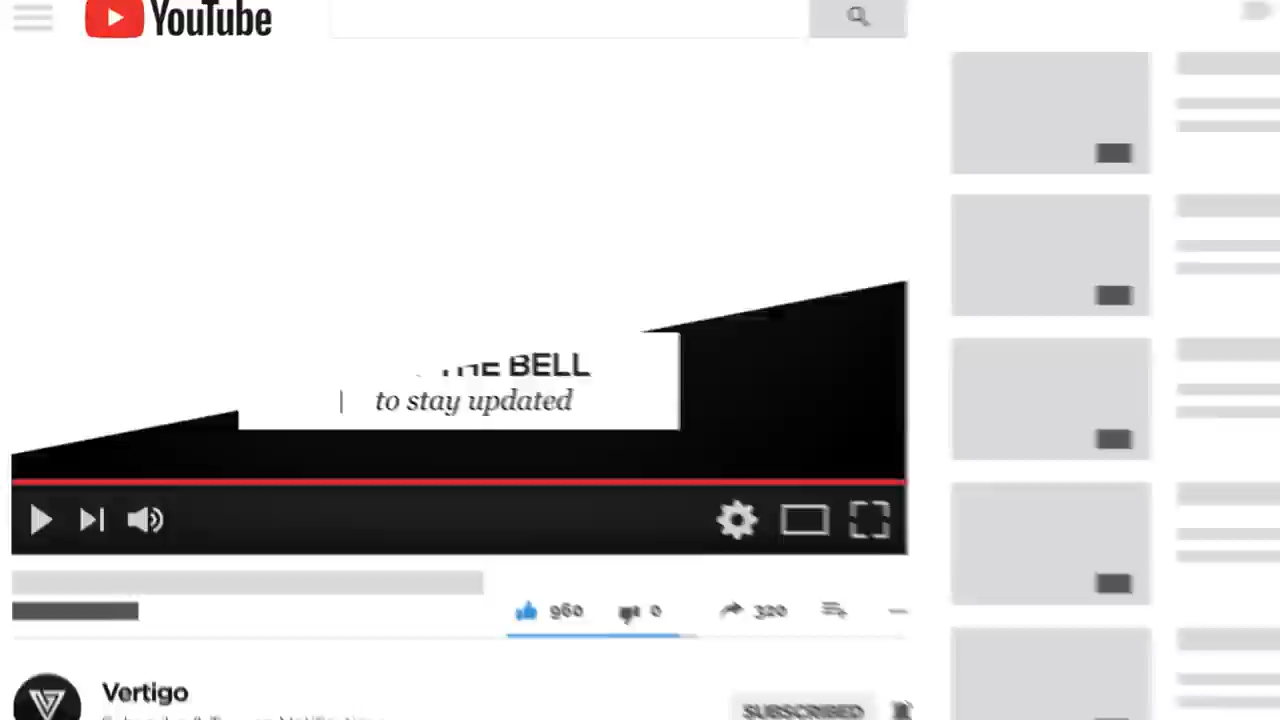 YouTube
THE BELL
to stay updated
960
0
320
Vertigo
SUBSCRIBED